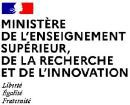 MINISTÈRE
DE L'ENSEIGNEMENT
SUPÉRIEUR,
DE LA RECHERCHE
ET DE L'INNOVATION
Liberté
Égalité
Fraternité